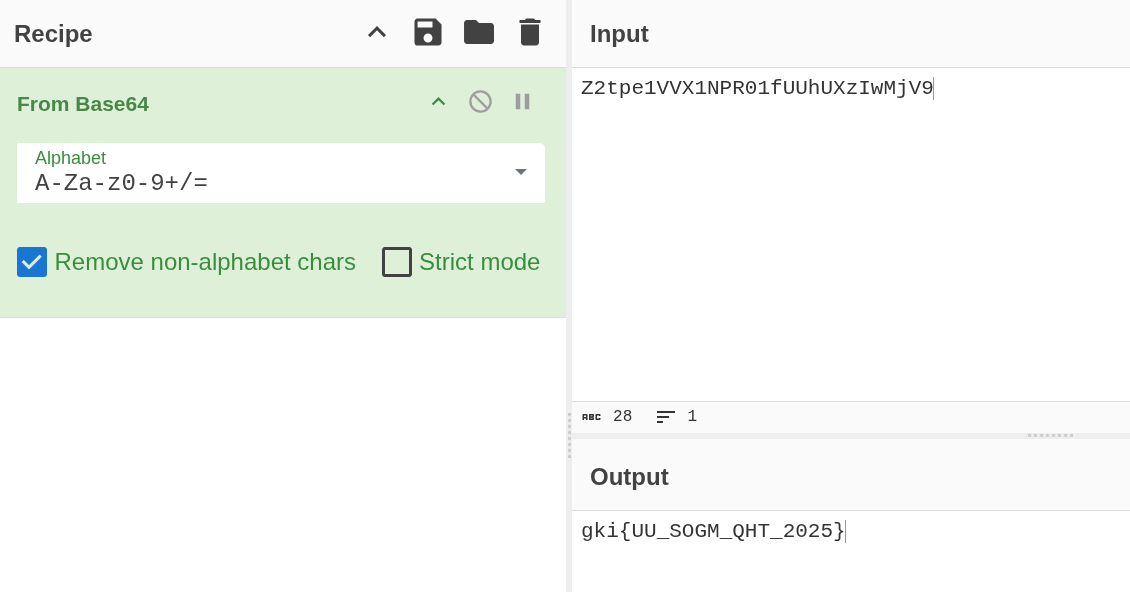 Recipe
From Base64
Alphabet
A-Za-z0-9+/=
Remove non-alphabet chars
Strict mode
Input
Z2tpe1VVX1NPR01fUUhUXzIwMjV9
ABC 28 1
Output
gki{UU_SOGM_QHT_2025}